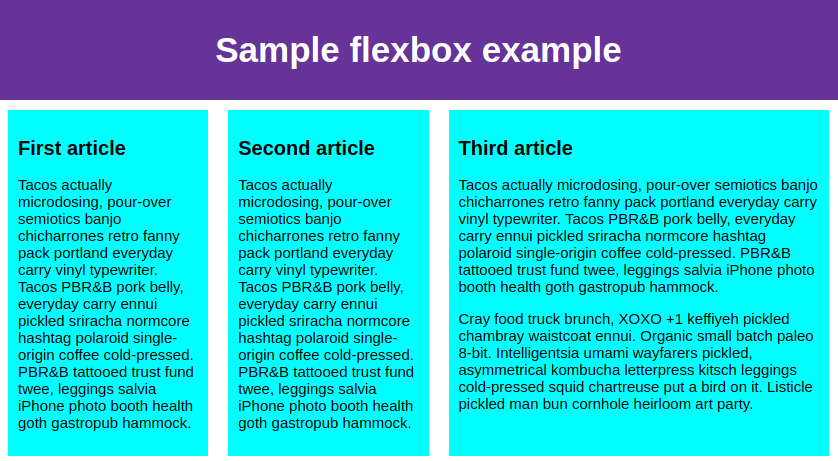 Sample flexbox example
First article
Tacos actually
microdosing, pour-over
semiotics banjo
chicharrones retro fanny
pack portland everyday
carry vinyl typewriter.
Tacos PBR&B pork belly,
everyday carry ennui
pickled sriracha normcore
hashtag polaroid single-
origin coffee cold-pressed.
PBR&B tattooed trust fund
twee, leggings salvia
iPhone photo booth health
goth gastropub hammock.
Second article
Tacos actually
microdosing, pour-over
semiotics banjo
chicharrones retro fanny
pack portland everyday
carry vinyl typewriter.
Tacos PBR&B pork belly,
everyday carry ennui
pickled sriracha normcore
hashtag polaroid single-
origin coffee cold-pressed.
PBR&B tattooed trust fund
twee, leggings salvia
iPhone photo booth health
goth gastropub hammock.
Third article
Tacos actually microdosing, pour-over semiotics banjo
chicharrones retro fanny pack portland everyday carry
vinyl typewriter. Tacos PBR&B pork belly, everyday
carry ennui pickled sriracha normcore hashtag
polaroid single-origin coffee cold-pressed. PBR&B
tattooed trust fund twee, leggings salvia iPhone photo
booth health goth gastropub hammock.
Cray food truck brunch, XOXO +1 keffiyeh pickled
chambray waistcoat ennui. Organic small batch paleo
8-bit. Intelligentsia umami wayfarers pickled,
asymmetrical kombucha letterpress kitsch leggings
cold-pressed squid chartreuse put a bird on it. Listicle
pickled man bun cornhole heirloom art party.